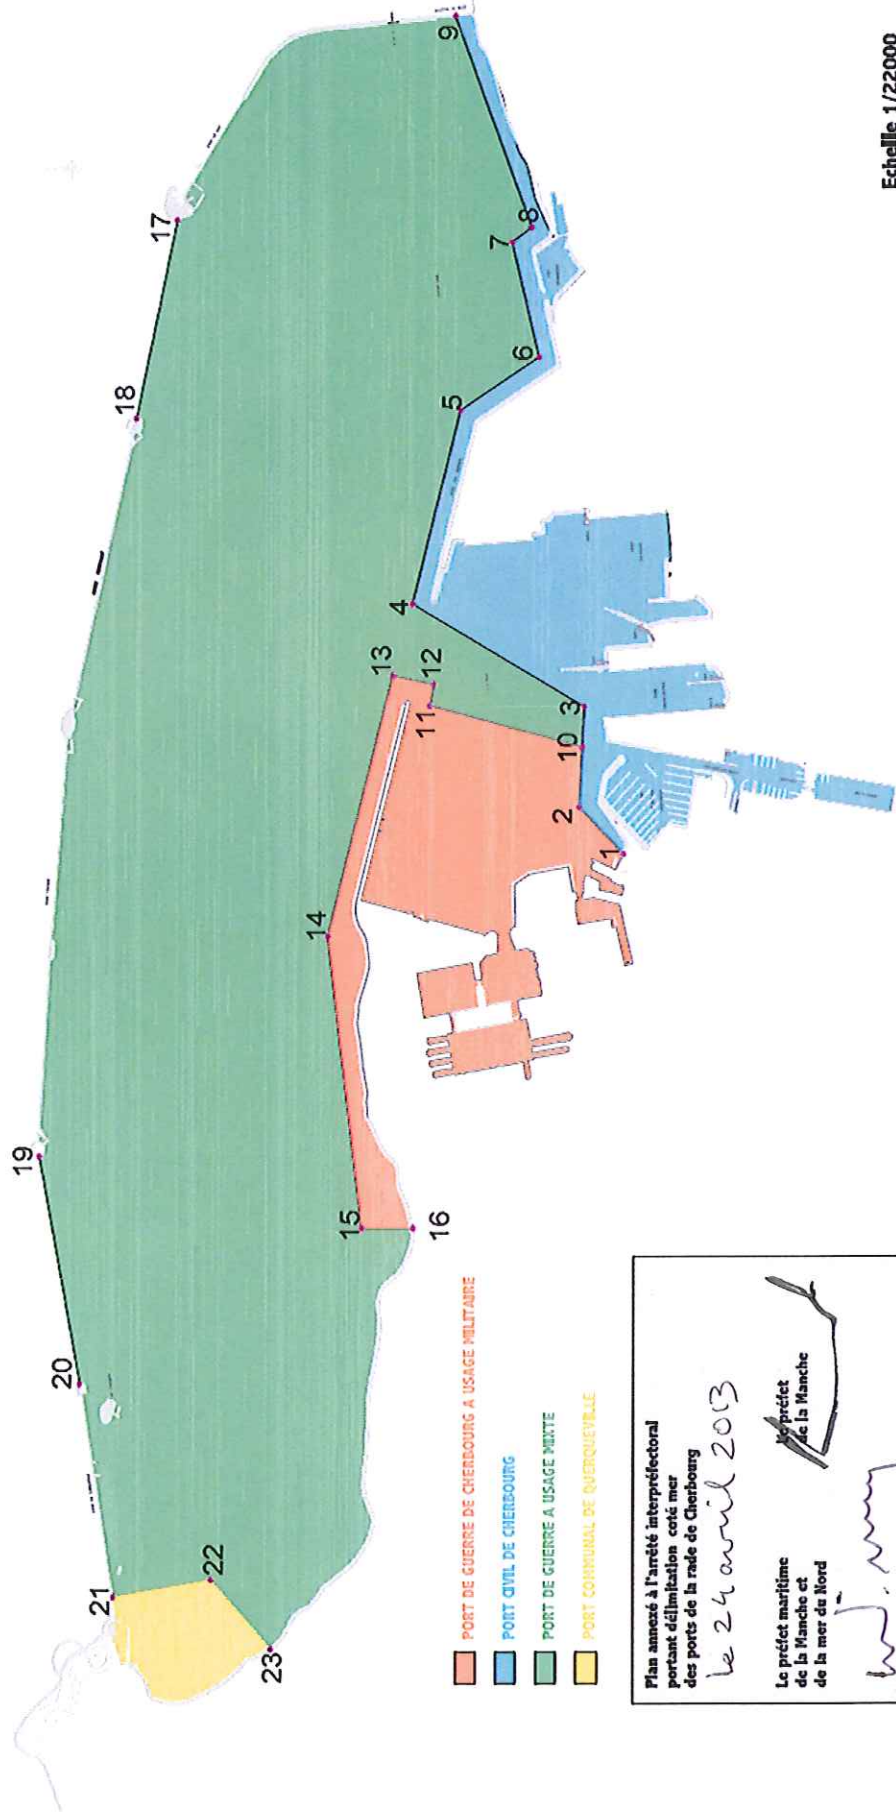 9
17
8
7
18
6
5
4
13
12
11
3
10
2
1
14
19
15
16
20
21
22
23
PORT DE GUERRE DE CHERBOURG A USAGE MILITAIRE
PORT CIVIL DE CHERBOURG
PORT DE GUERRE A USAGE MIXTE
PORT COMMUNAL DE QUERQUEVILLE
Echelle 1/22000
Plan annexé à l'arrêté interpréfectoral
portant délimitation coté mer
des ports de la rade de Cherbourg
le 24 avril 2013
Le préfet maritime
de la Manche et
de la mer du Nord
Le préfet
de la Manche